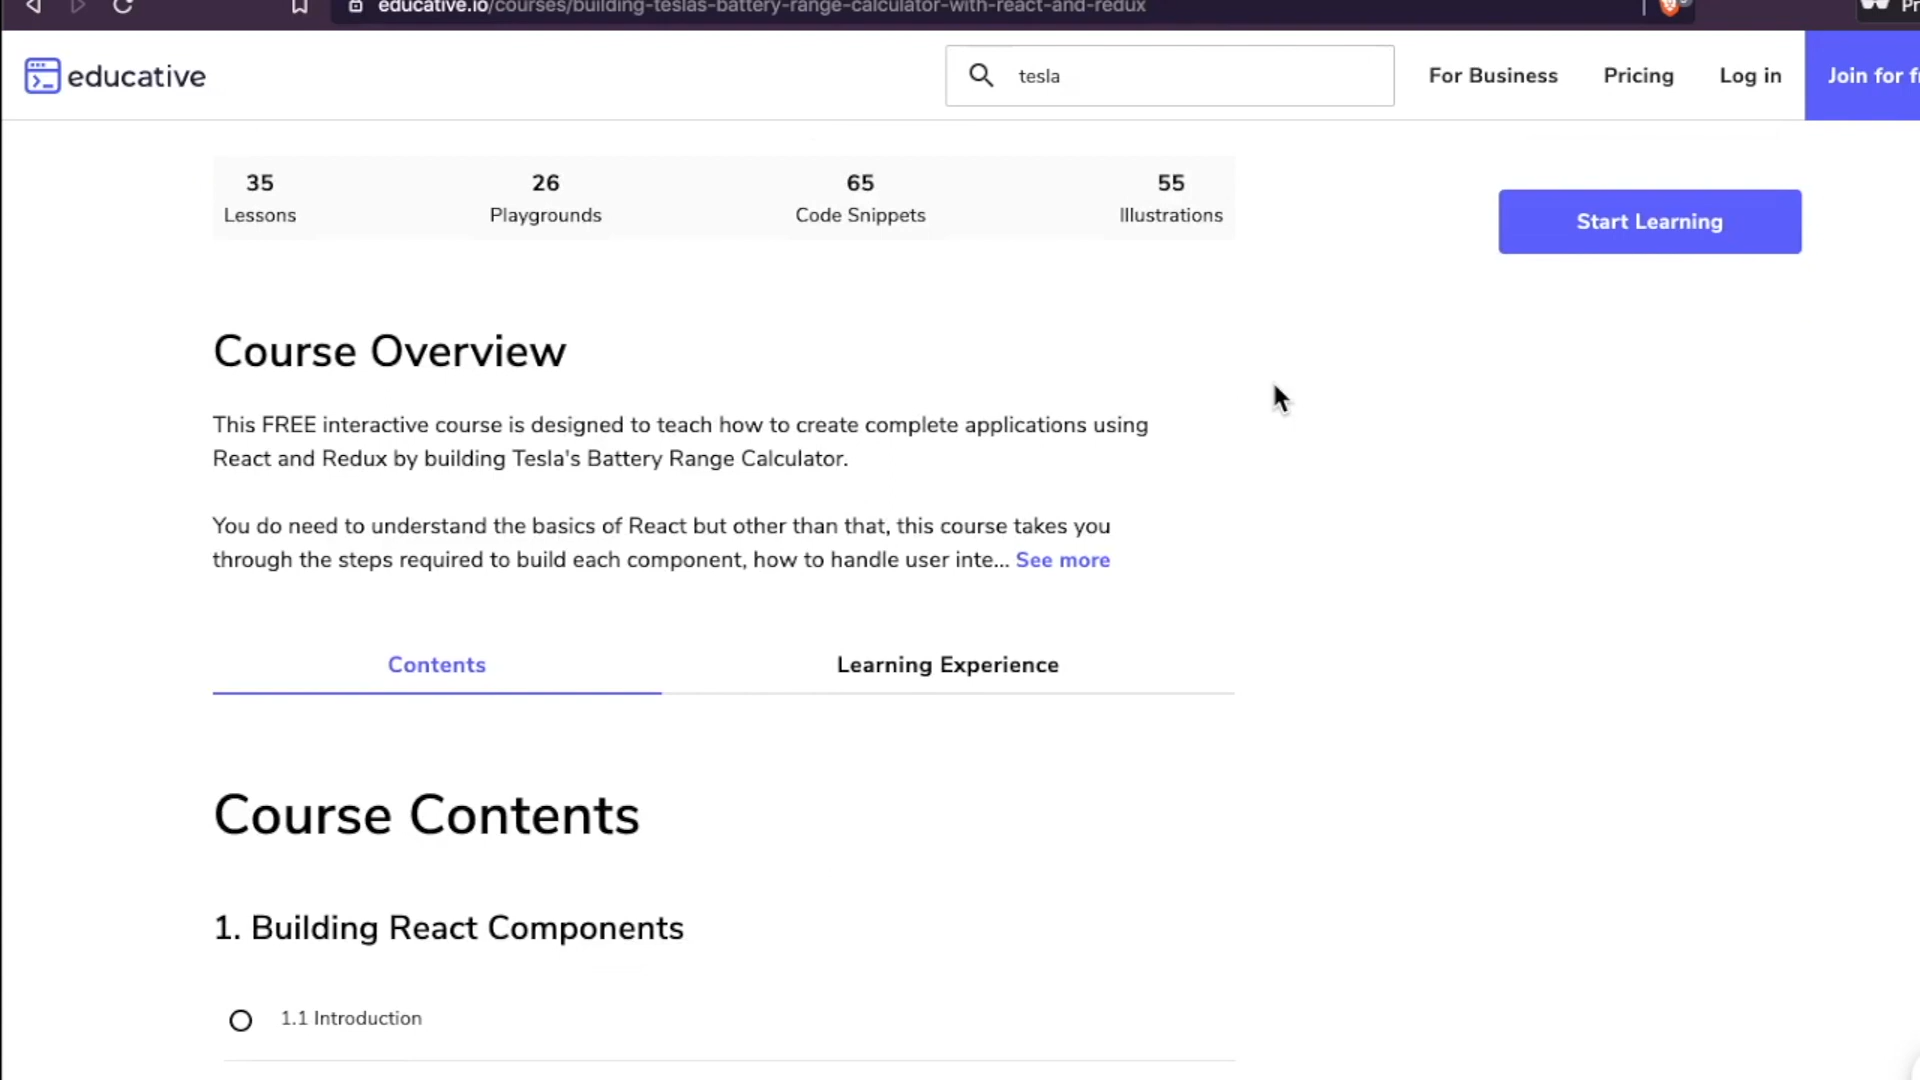 educative.io/courses/building-teslas-battery-range-calculator-with-react-and-redux
educative
tesla
For Business
Pricing
Log in
Join for
35
26
65
55
Lessons
Playgrounds
Code Snippets
Illustrations
Start Learning
Course Overview
This FREE interactive course is designed to teach how to create complete applications using
React and Redux by building Tesla's Battery Range Calculator.
You do need to understand the basics of React but other than that, this course takes you
through the steps required to build each component, how to handle user inte... See more
Contents
Learning Experience
Course Contents
1. Building React Components
1.1 Introduction